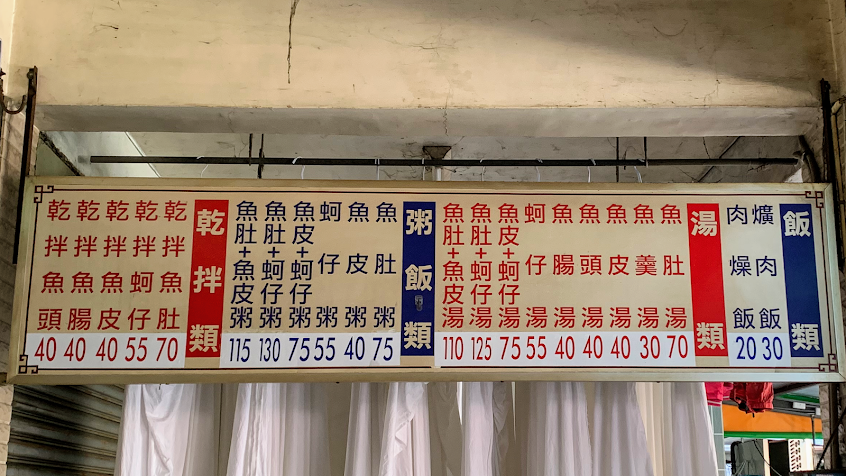 飯類
爌肉飯 30
肉燥飯 20
湯類
魚肚湯 70
魚羹湯 30
魚皮湯 40
魚頭湯 40
魚腸湯 40
蚵仔湯 55
魚皮+蚵仔湯 75
魚肚+蚵仔湯 125
魚肚+魚皮湯 110
粥飯類
魚肚粥 75
魚皮粥 40
蚵仔粥 55
魚皮+蚵仔粥 75
魚肚+蚵仔粥 130
魚肚+魚皮粥 115
乾拌類
乾拌魚肚 70
乾拌蚵仔 55
乾拌魚皮 40
乾拌魚腸 40
乾拌魚頭 40